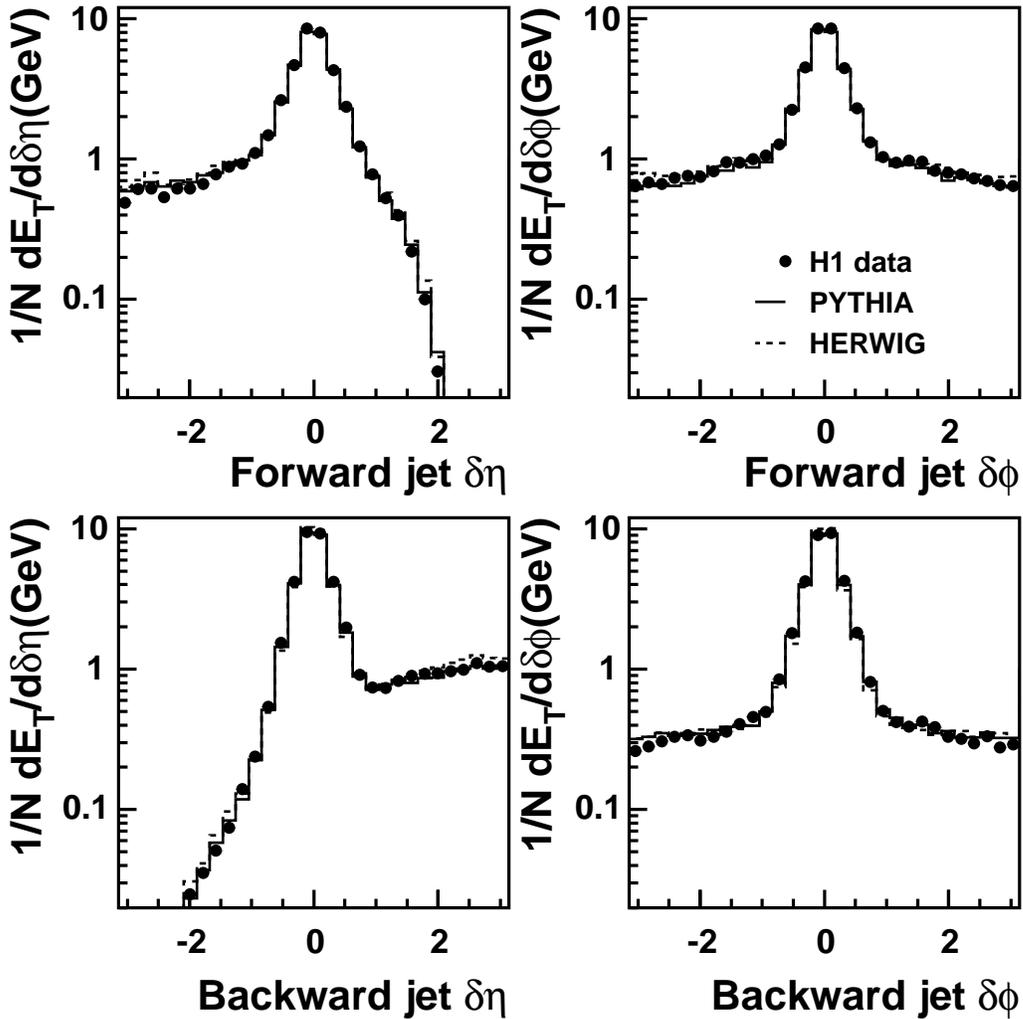 1/N dE_T/dδη(GeV)
10
1
0.1
-2 0 2
Forward jet δη
1/N dE_T/dδϕ(GeV)
10
1
0.1
H1 data
PYTHIA
HERWIG
-2 0 2
Forward jet δϕ
1/N dE_T/dδη(GeV)
10
1
0.1
-2 0 2
Backward jet δη
1/N dE_T/dδϕ(GeV)
10
1
0.1
-2 0 2
Backward jet δϕ